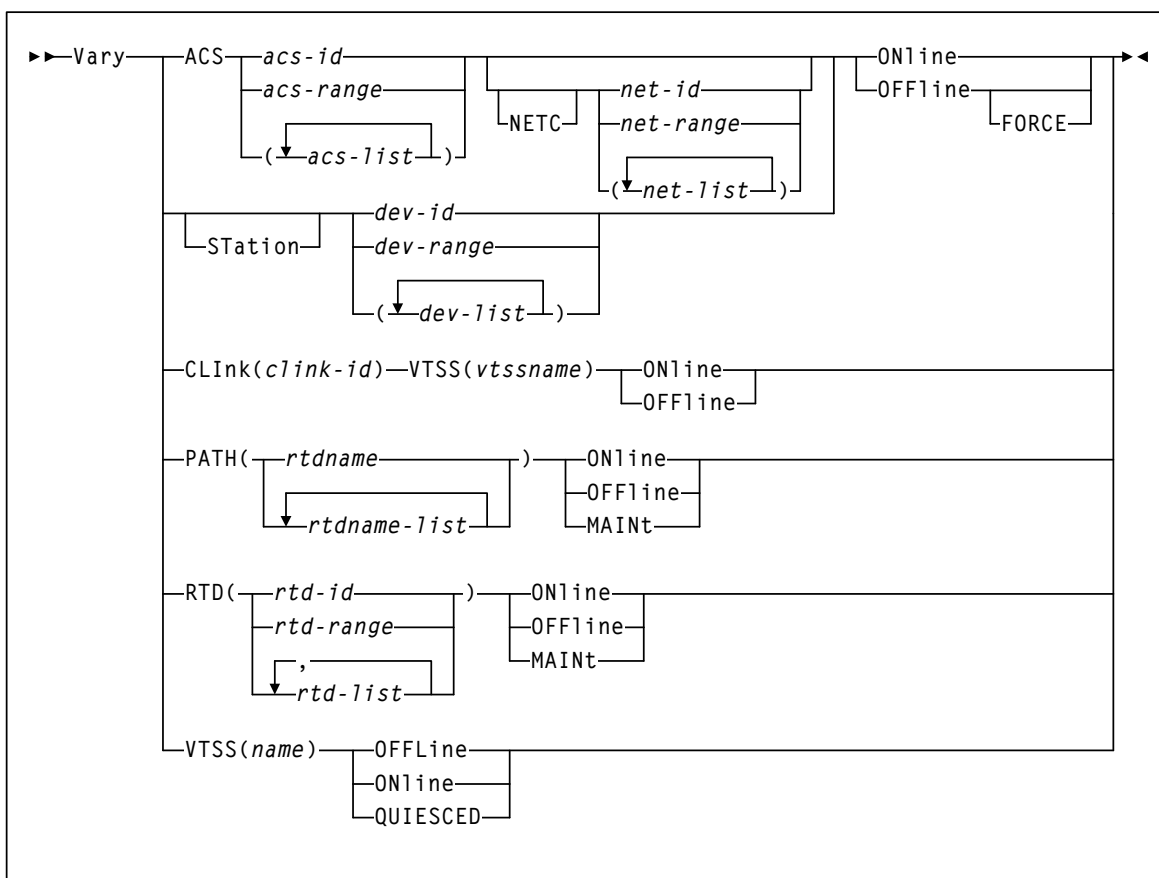 Vary ACS acs-id ONline
acs-range net-id OFFline
NETC net-range FORCE
( acs-list )
( net-list )
dev-id
STation dev-range
( dev-list )
CLInk(clink-id) VTSS(vtssname) ONline
OFFline
PATH( rtdname ) ONline
OFFline
rtdname-list MAINt
RTD( rtd-id ) ONline
rtd-range OFFline
, MAINt
rtd-list
VTSS(name) OFFLine
ONline
QUIESCED